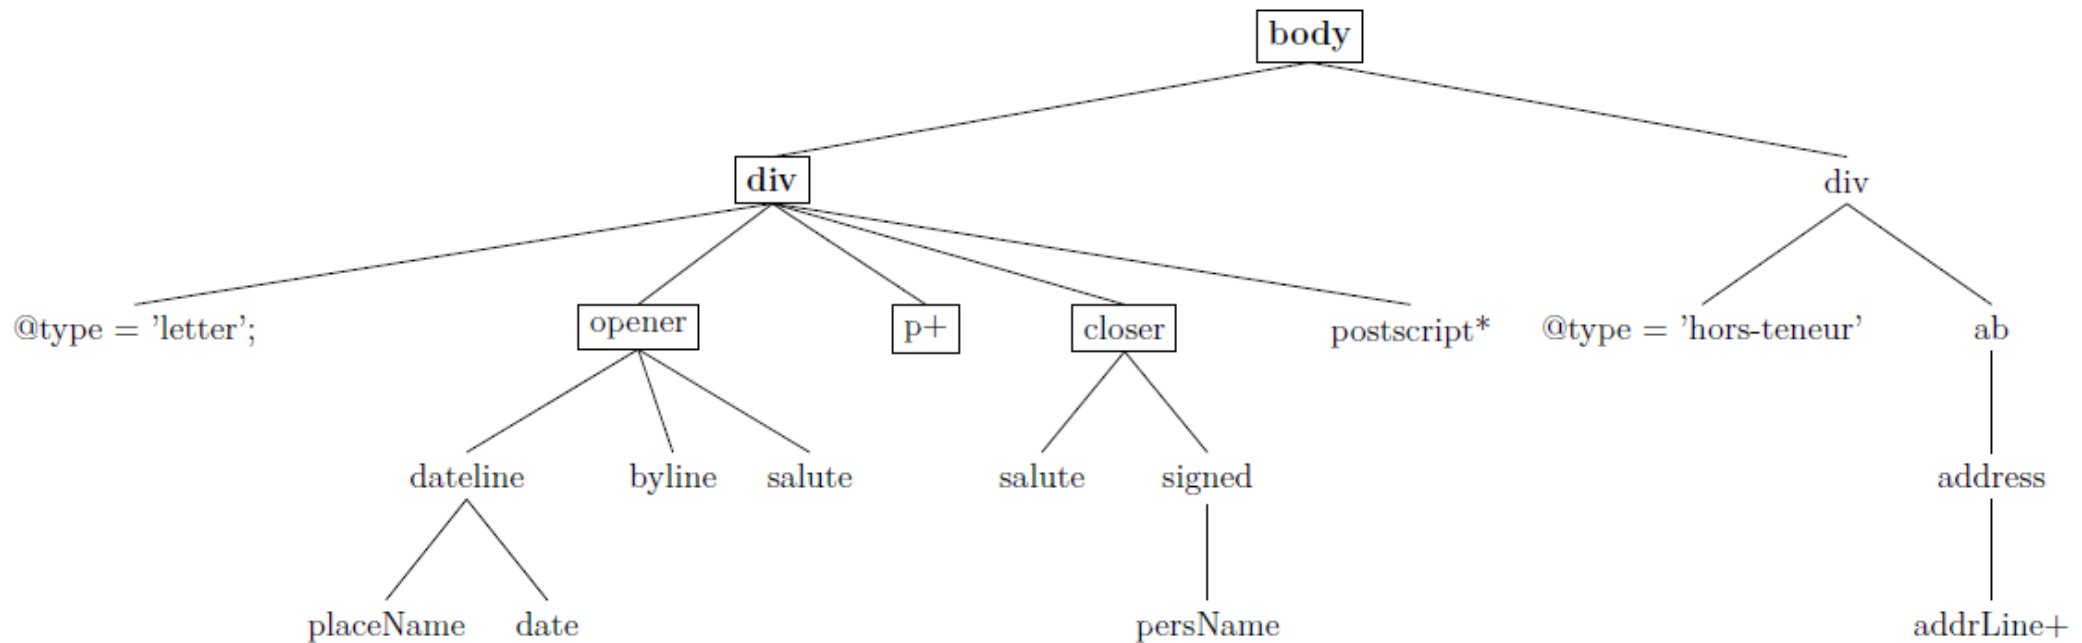 body
div
div
@type = ’letter’;
opener
p+
closer
postscript*
@type = ’hors-teneur’
ab
dateline
byline
salute
salute
signed
address
placeName
date
persName
addrLine+